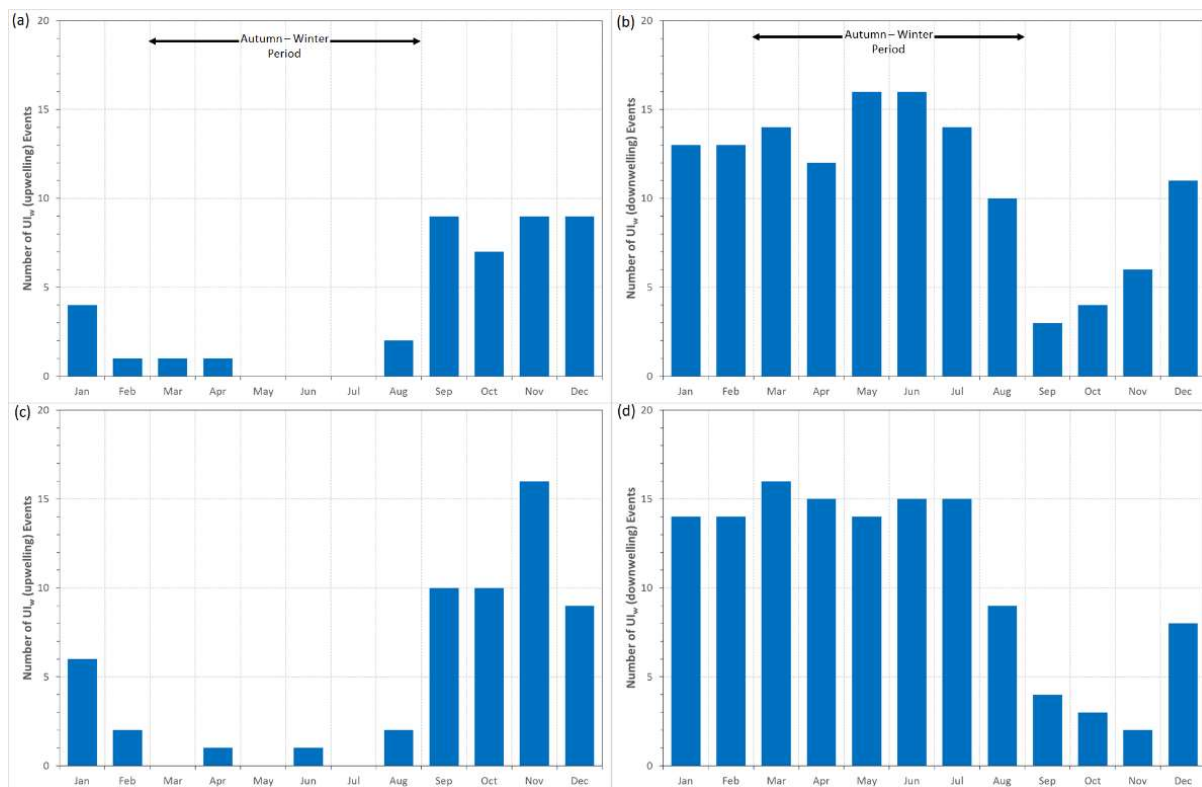 (a)
Autumn – Winter
Period
Number of UIw (upwelling) Events
20
15
10
5
0
Jan Feb Mar Apr May Jun Jul Aug Sep Oct Nov Dec
(b)
Autumn – Winter
Period
Number of UIw (downwelling) Events
20
15
10
5
0
Jan Feb Mar Apr May Jun Jul Aug Sep Oct Nov Dec
(c)
Number of UIw (upwelling) Events
20
15
10
5
0
Jan Feb Mar Apr May Jun Jul Aug Sep Oct Nov Dec
(d)
Number of UIw (downwelling) Events
20
15
10
5
0
Jan Feb Mar Apr May Jun Jul Aug Sep Oct Nov Dec